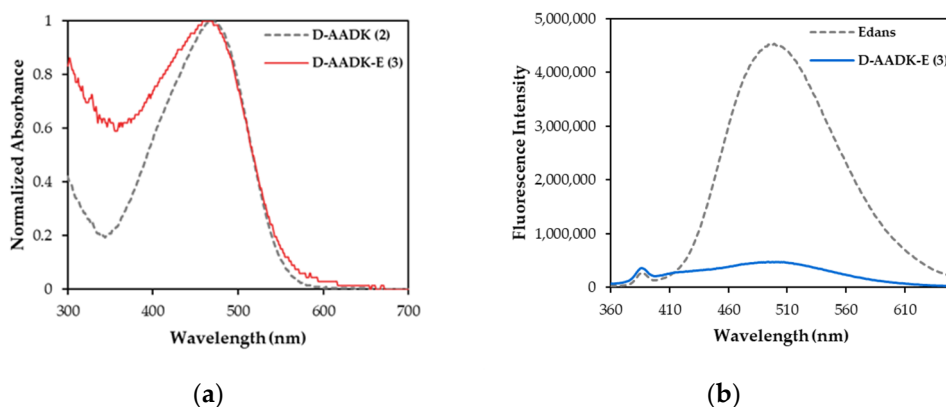 D-AADK (2)
D-AADK-E (3)
Normalized Absorbance
1
0.8
0.6
0.4
0.2
0
300 400 500 600 700
Wavelength (nm)
(a)
Edans
D-AADK-E (3)
Fluorescence Intensity
5,000,000
4,000,000
3,000,000
2,000,000
1,000,000
0
360 410 460 510 560 610
Wavelength (nm)
(b)